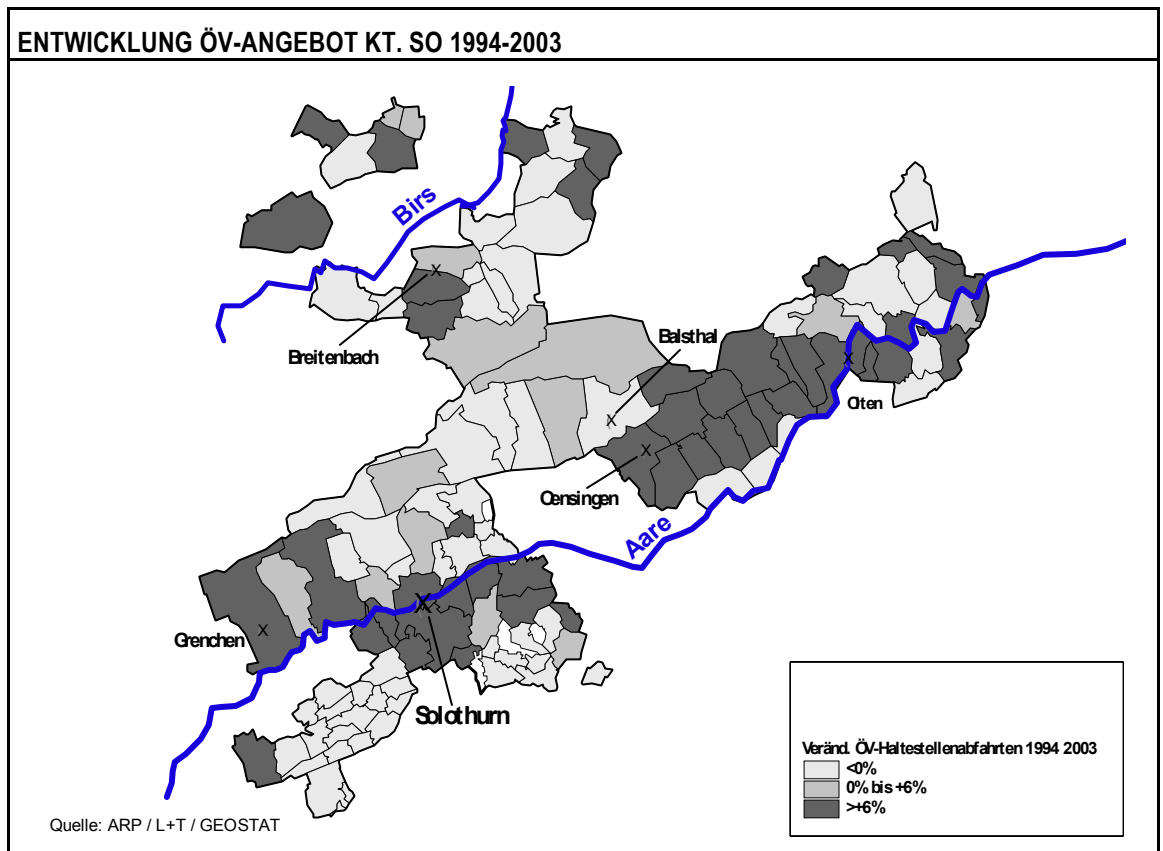 ENTWICKLUNG ÖV-ANGEBOT KT. SO 1994-2003
Birs
Breitenbach
Balsthal
Olten
Oensingen
Aare
Grenchen
Solothurn
Veränd. ÖV-Haltestellenabfahrten 1994 2003
<0%
0% bis +6%
>+6%
Quelle: ARP / L+T / GEOSTAT